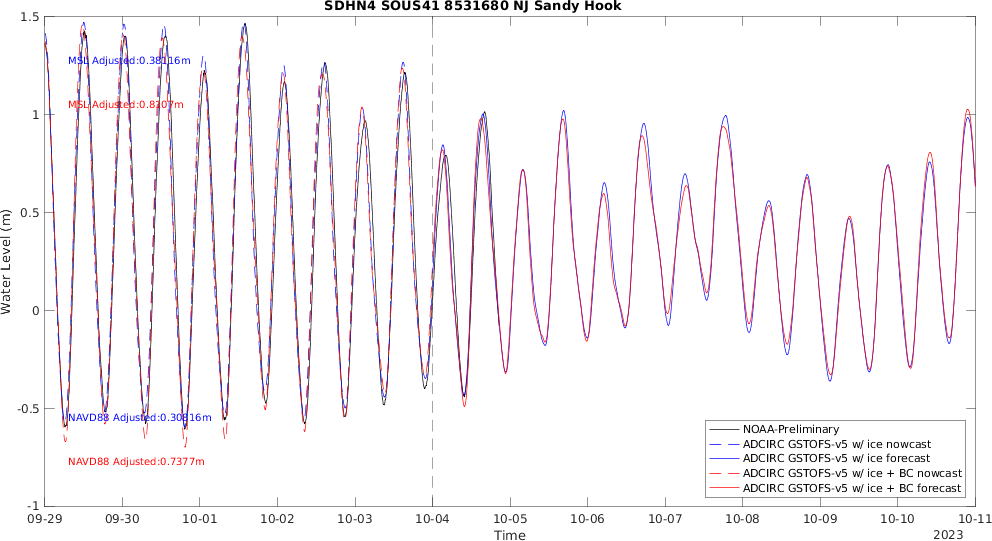 SDHN4 SOUS41 8531680 NJ Sandy Hook
1.5
1
0.5
0
-0.5
-1
Water Level (m)
MSL Adjusted:0.38116m
MSL Adjusted:0.8107m
NAVD88 Adjusted:0.30816m
NAVD88 Adjusted:0.7377m
NOAA-Preliminary
ADCIRC GSTOFS-v5 w/ ice nowcast
ADCIRC GSTOFS-v5 w/ ice forecast
ADCIRC GSTOFS-v5 w/ ice + BC nowcast
ADCIRC GSTOFS-v5 w/ ice + BC forecast
09-29 09-30 10-01 10-02 10-03 10-04 10-05 10-06 10-07 10-08 10-09 10-10 10-11
Time
2023